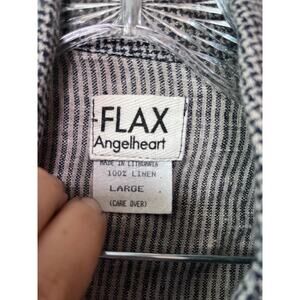 FLAX
Angelheart
MADE IN LITHUANIA
100% LINEN
LARGE
(CARE OVER)